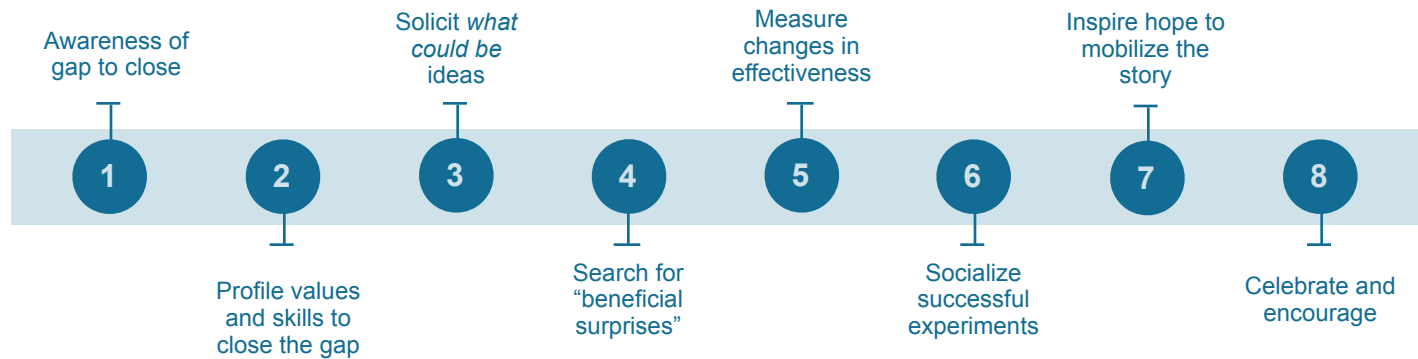 Awareness of
gap to close
1
Profile values
and skills to
close the gap
2
Solicit what
could be
ideas
3
Search for
“beneficial
surprises”
4
Measure
changes in
effectiveness
5
Socialize
successful
experiments
6
Inspire hope to
mobilize the
story
7
Celebrate and
encourage
8